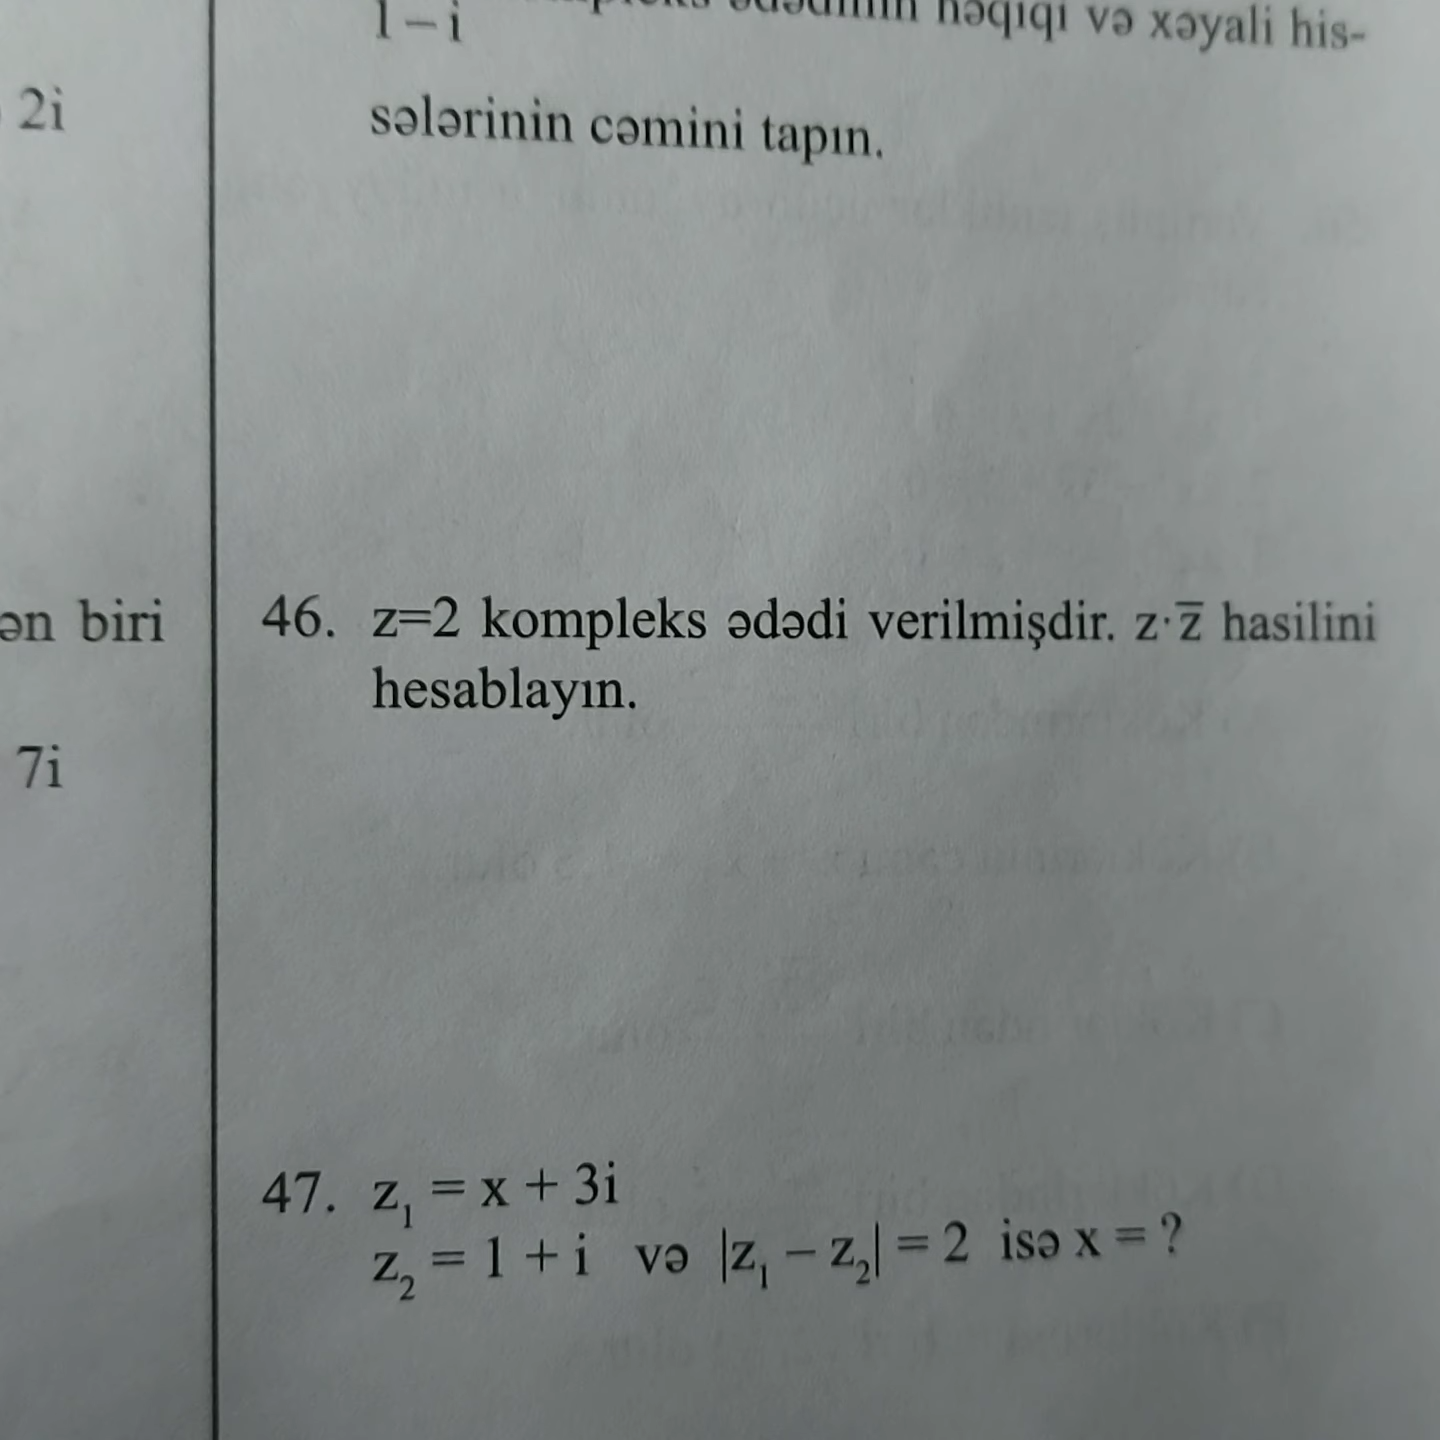 1 – i ədədinin həqiqi və xəyali his-
2i
sələrinin cəmini tapın.
ən biri
46. z=2 kompleks ədədi verilmişdir. z·z̅ hasilini
hesablayın.
7i
47. z₁ = x + 3i
z₂ = 1 + i və |z₁ – z₂| = 2 isə x = ?